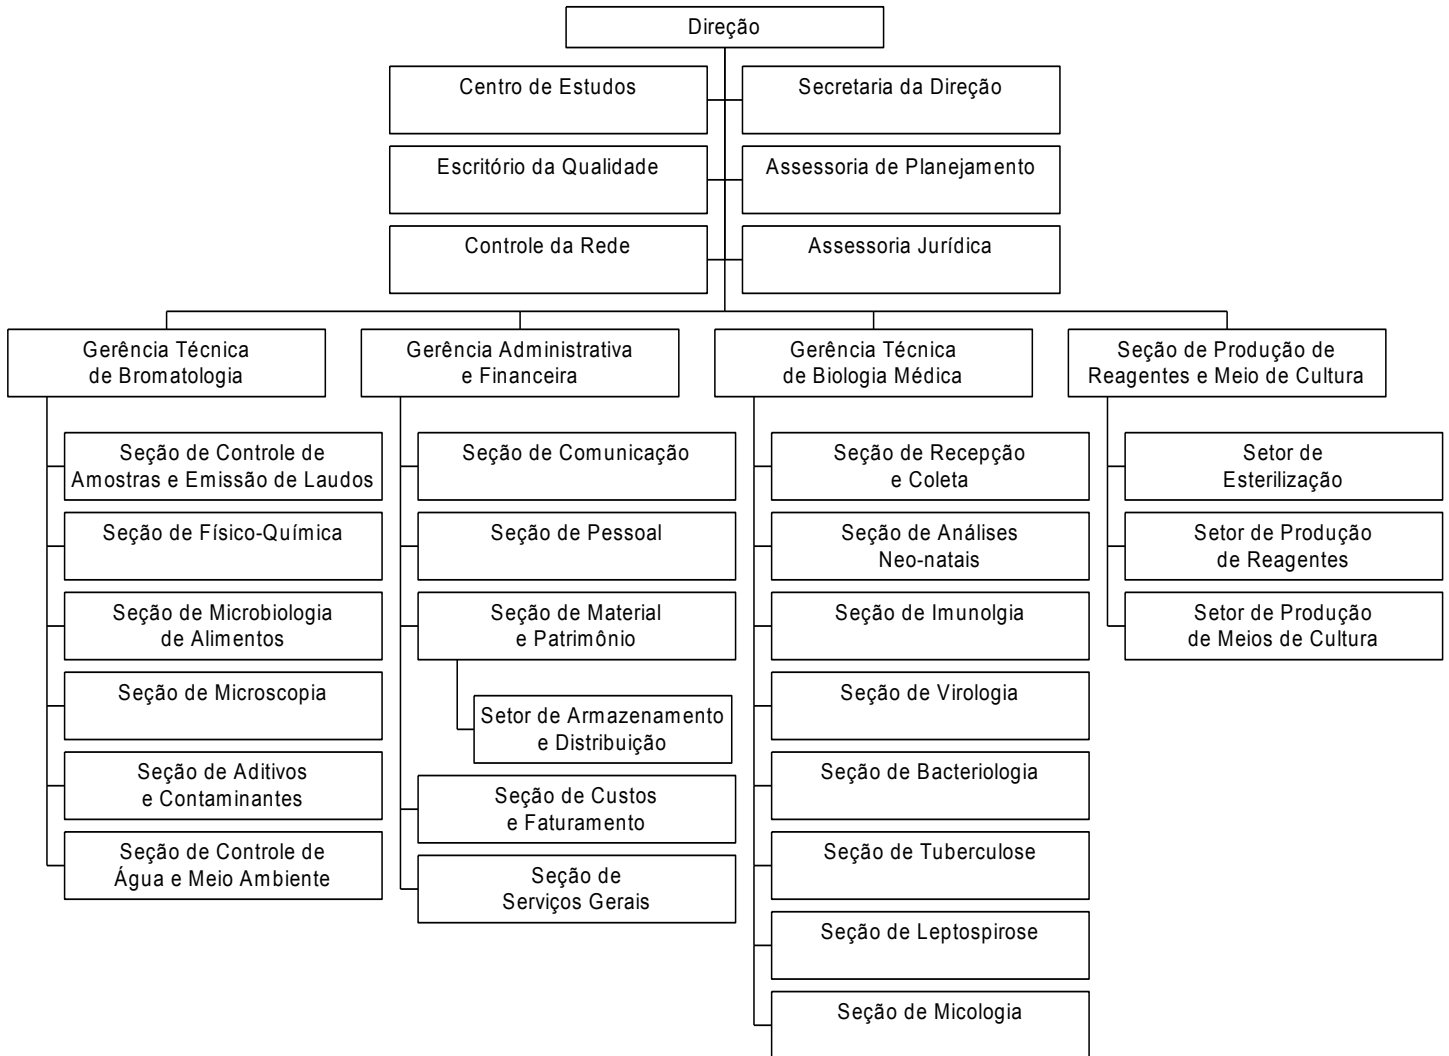 Direção
Centro de Estudos
Secretaria da Direção
Escritório da Qualidade
Assessoria de Planejamento
Controle da Rede
Assessoria Jurídica
Gerência Técnica
de Bromatologia
Seção de Controle de
Amostras e Emissão de Laudos
Seção de Físico-Química
Seção de Microbiologia
de Alimentos
Seção de Microscopia
Seção de Aditivos
e Contaminantes
Seção de Controle de
Água e Meio Ambiente
Gerência Administrativa
e Financeira
Seção de Comunicação
Seção de Pessoal
Seção de Material
e Patrimônio
Setor de Armazenamento
e Distribuição
Seção de Custos
e Faturamento
Seção de
Serviços Gerais
Gerência Técnica
de Biologia Médica
Seção de Recepção
e Coleta
Seção de Análises
Neo-natais
Seção de Imunolgia
Seção de Virologia
Seção de Bacteriologia
Seção de Tuberculose
Seção de Leptospirose
Seção de Micologia
Seção de Produção de
Reagentes e Meio de Cultura
Setor de
Esterilização
Setor de Produção
de Reagentes
Setor de Produção
de Meios de Cultura